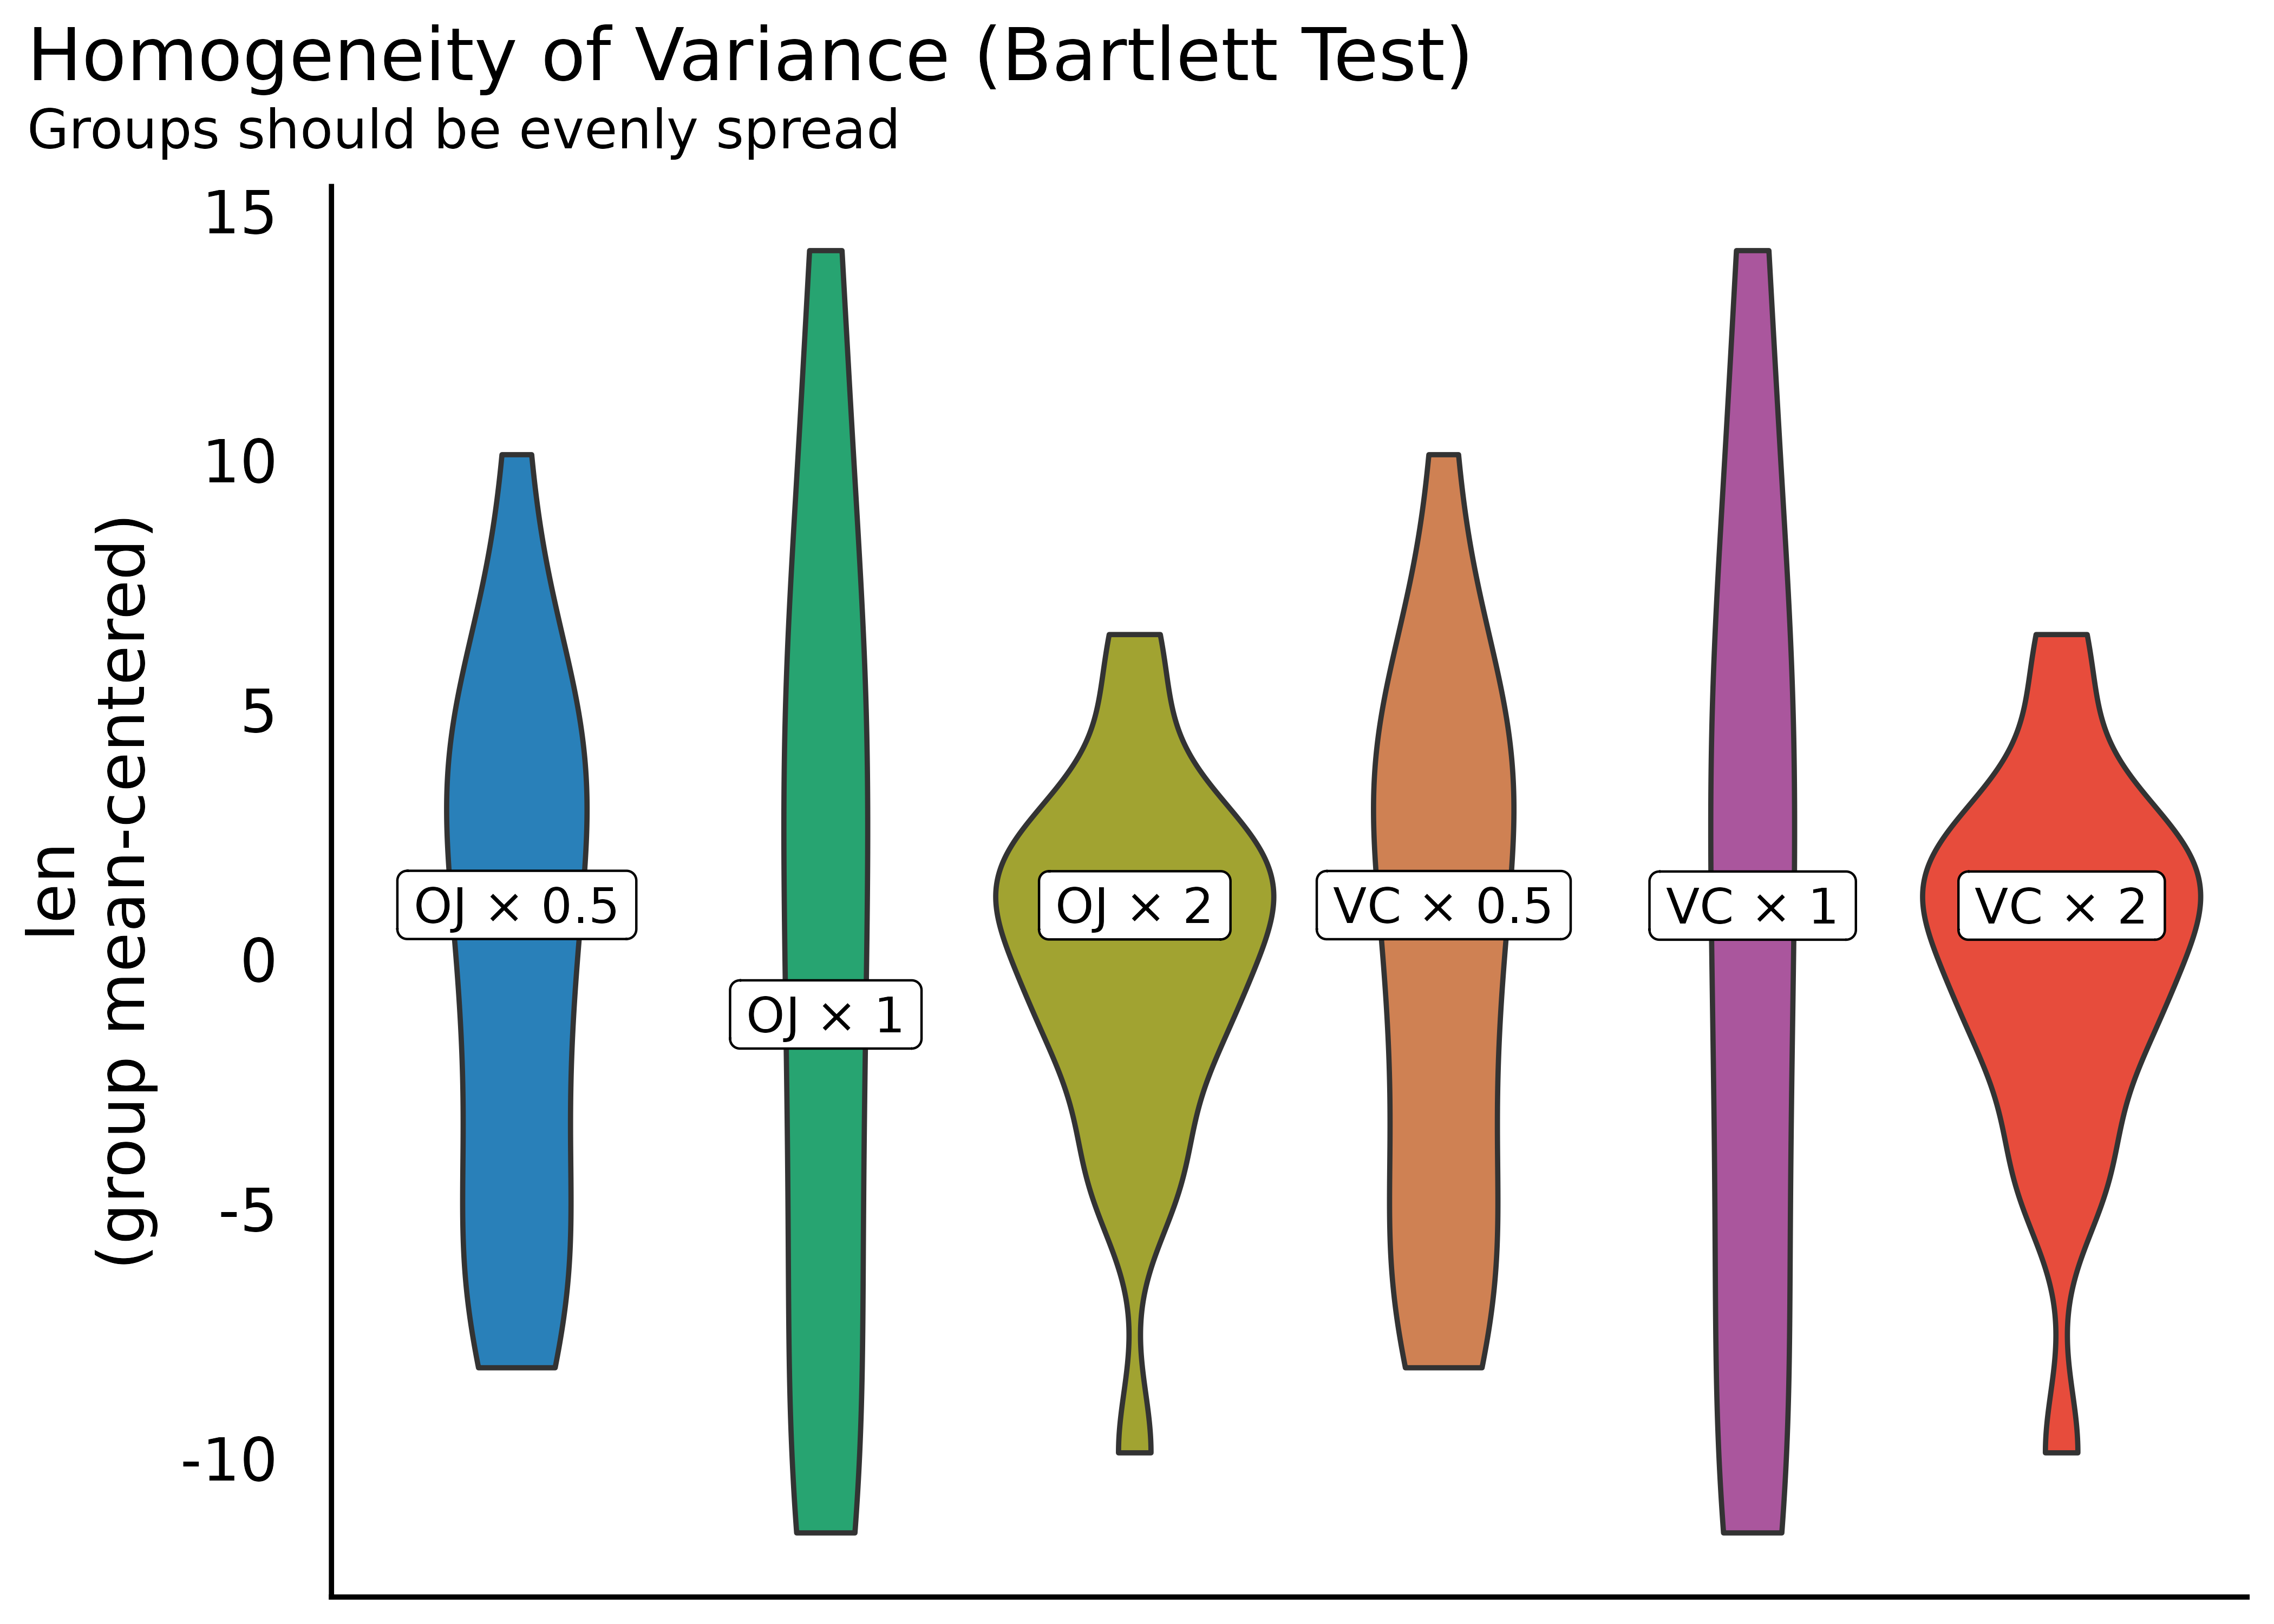 Homogeneity of Variance (Bartlett Test)
Groups should be evenly spread
len
(group mean-centered)
15
10
5
0
-5
-10
OJ × 0.5
OJ × 1
OJ × 2
VC × 0.5
VC × 1
VC × 2